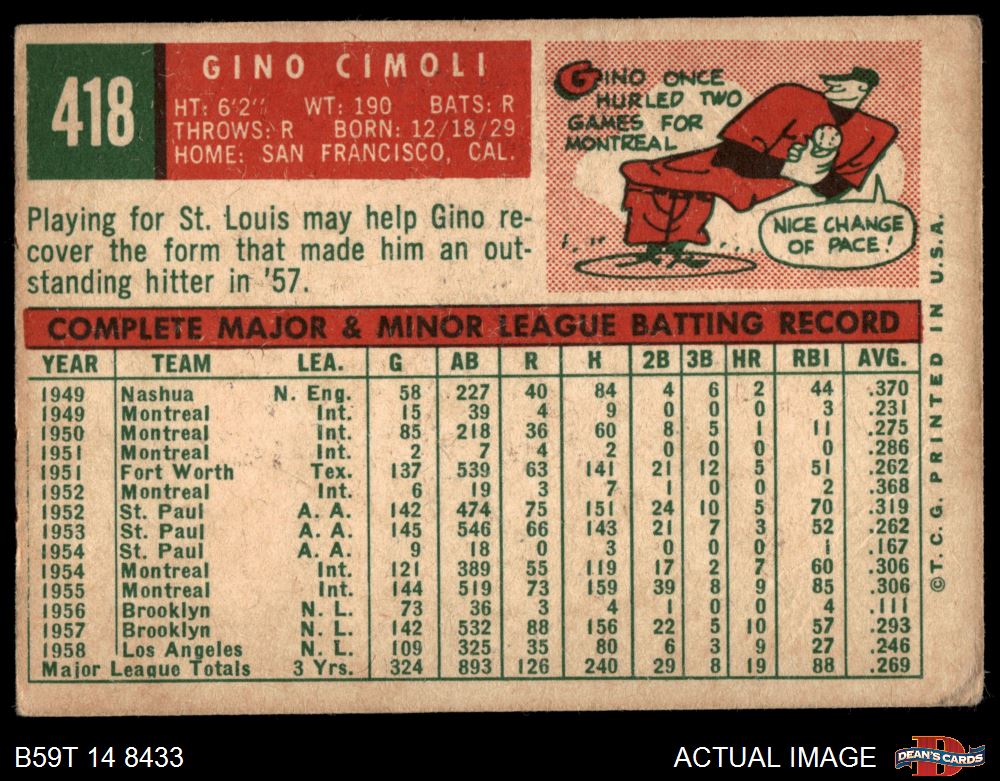 418
GINO CIMOLI
HT: 6'2" WT: 190 BATS: R
THROWS: R BORN: 12/18/29
HOME: SAN FRANCISCO, CAL.
GINO ONCE
HURLED TWO
GAMES FOR
MONTREAL
NICE CHANGE
OF PACE!
Playing for St. Louis may help Gino re-
cover the form that made him an out-
standing hitter in '57.
COMPLETE MAJOR & MINOR LEAGUE BATTING RECORD
YEAR TEAM LEA. G AB R H 2B 3B HR RBI AVG.
1949 Nashua N. Eng. 58 227 40 84 4 6 2 44 .370
1949 Montreal Int. 15 39 4 9 0 0 0 3 .231
1950 Montreal Int. 85 218 36 60 8 5 1 11 .275
1951 Montreal Int. 2 7 4 2 0 0 0 0 .286
1951 Fort Worth Tex. 137 539 63 141 21 12 5 51 .262
1952 Montreal Int. 6 19 3 7 1 0 0 2 .368
1952 St. Paul A. A. 142 474 75 151 24 10 5 70 .319
1953 St. Paul A. A. 145 546 66 143 21 7 3 52 .262
1954 St. Paul A. A. 9 18 0 3 0 0 0 1 .167
1954 Montreal Int. 121 389 55 119 17 2 7 60 .306
1955 Montreal Int. 144 519 73 159 39 8 9 85 .306
1956 Brooklyn N. L. 73 36 3 4 1 0 0 4 .111
1957 Brooklyn N. L. 142 532 88 156 22 5 10 57 .293
1958 Los Angeles N. L. 109 325 35 80 6 3 9 27 .246
Major League Totals 3 Yrs. 324 893 126 240 29 8 19 88 .269
©T.C.G. PRINTED IN U.S.A.
B59T 14 8433
ACTUAL IMAGE
D
DEAN'S CARDS